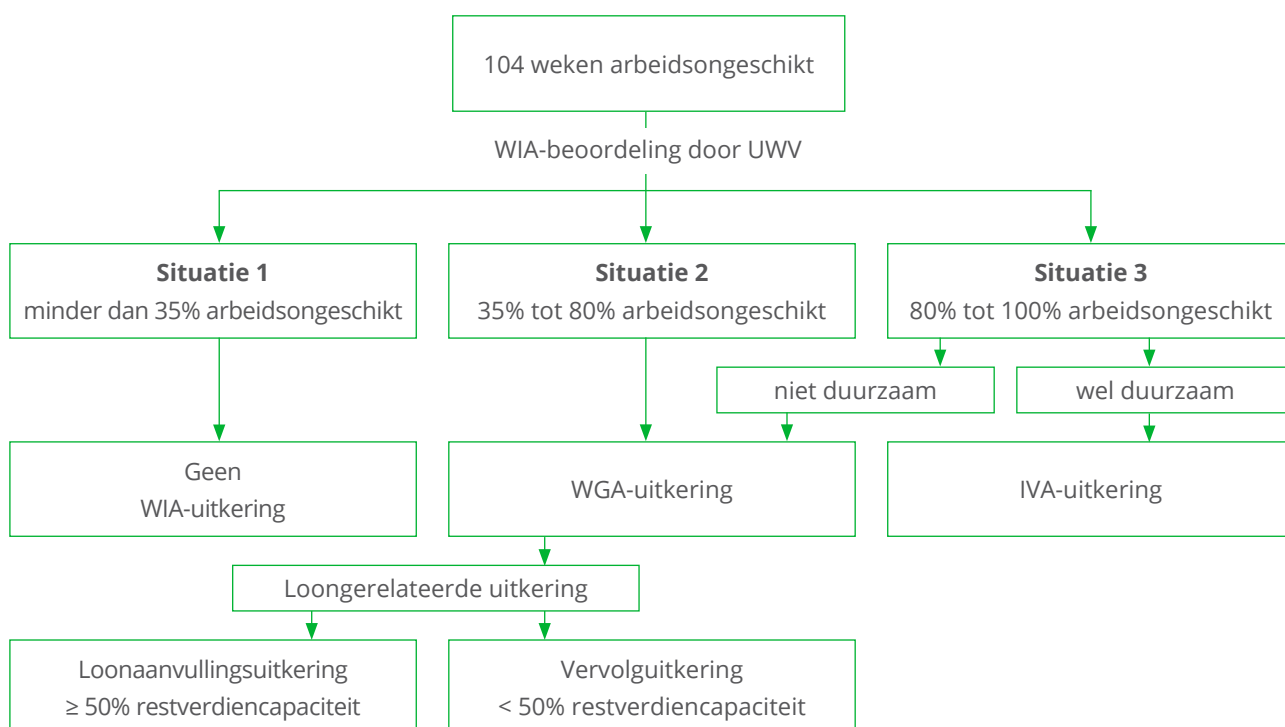 104 weken arbeidsongeschikt
WIA-beoordeling door UWV
Situatie 1
minder dan 35% arbeidsongeschikt
Situatie 2
35% tot 80% arbeidsongeschikt
Situatie 3
80% tot 100% arbeidsongeschikt
niet duurzaam
wel duurzaam
Geen
WIA-uitkering
WGA-uitkering
IVA-uitkering
Loongerelateerde uitkering
Loonaanvullingsuitkering
≥ 50% restverdiencapaciteit
Vervolguitkering
< 50% restverdiencapaciteit